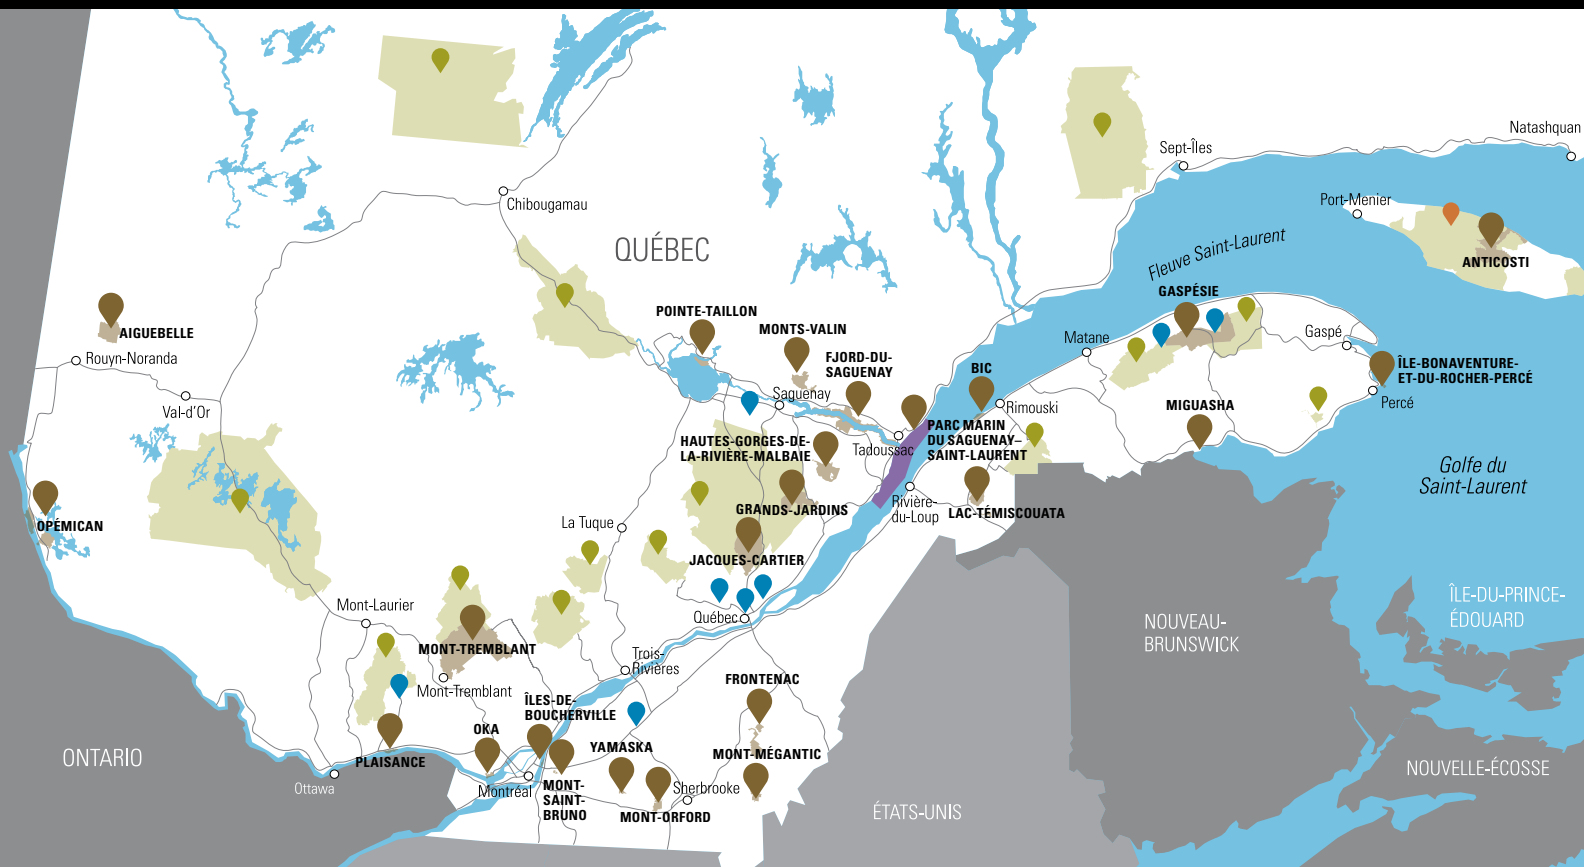 Natashquan
Sept-Îles
Chibougamau
Port-Menier
QUÉBEC
Fleuve Saint-Laurent
ANTICOSTI
GASPÉSIE
POINTE-TAILLON
AIGUEBELLE
MONTS-VALIN
Matane
Gaspé
Rouyn-Noranda
FJORD-DU-
SAGUENAY
BIC
ÎLE-BONAVENTURE-
ET-DU-ROCHER-PERCÉ
Val-d'Or
Saguenay
Rimouski
MIGUASHA
Percé
HAUTES-GORGES-DE-
LA-RIVIÈRE-MALBAIE
Tadoussac
PARC MARIN
DU SAGUENAY–
SAINT-LAURENT
Golfe du
Saint-Laurent
OPÉMICAN
La Tuque
GRANDS-JARDINS
Rivière-
du-Loup
LAC-TÉMISCOUATA
JACQUES-CARTIER
Mont-Laurier
Québec
NOUVEAU-
BRUNSWICK
ÎLE-DU-PRINCE-
ÉDOUARD
MONT-TREMBLANT
Trois-
Rivières
Mont-Tremblant
FRONTENAC
ÎLES-DE-
BOUCHERVILLE
OKA
YAMASKA
MONT-MÉGANTIC
ONTARIO
PLAISANCE
NOUVELLE-ÉCOSSE
Ottawa
Montréal
MONT-
SAINT-
BRUNO
Sherbrooke
MONT-ORFORD
ÉTATS-UNIS